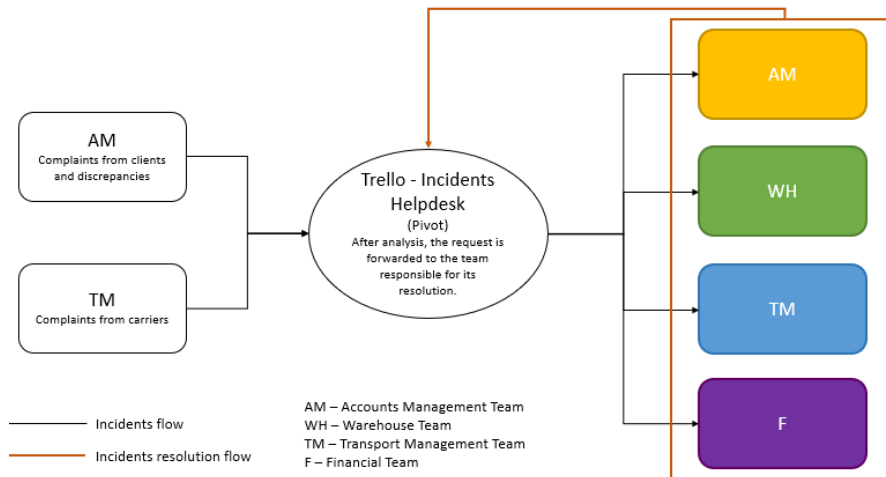 AM
Complaints from clients
and discrepancies
TM
Complaints from carriers
Trello - Incidents
Helpdesk
(Pivot)
After analysis, the request is
forwarded to the team
responsible for its
resolution.
AM
WH
TM
F
Incidents flow
Incidents resolution flow
AM – Accounts Management Team
WH – Warehouse Team
TM – Transport Management Team
F – Financial Team